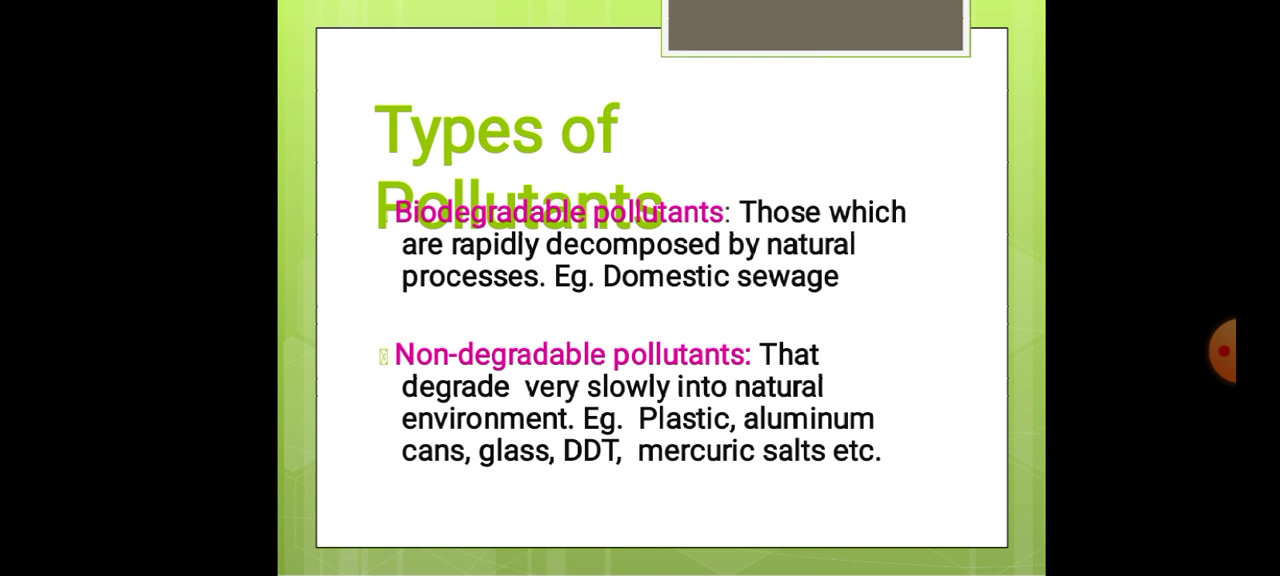 Types of
Pollutants
Biodegradable pollutants: Those which
are rapidly decomposed by natural
processes. Eg. Domestic sewage
Non-degradable pollutants: That
degrade very slowly into natural
environment. Eg. Plastic, aluminum
cans, glass, DDT, mercuric salts etc.